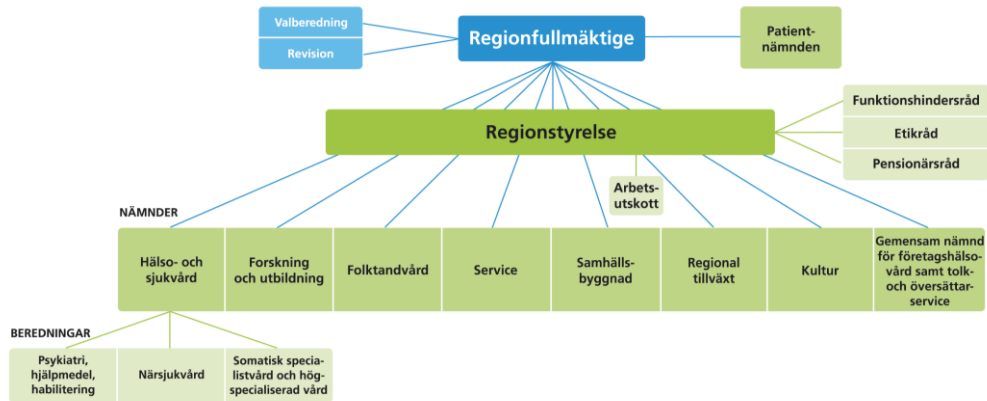 Valberedning
Revision
Regionfullmäktige
Patient-
nämnden
Regionstyrelse
Funktionshindersråd
Etikråd
Pensionärsråd
Arbets-
utskott
NÄMNDER
Hälso- och
sjukvård
Forskning
och utbildning
Folktandvård
Service
Samhälls-
byggnad
Regional
tillväxt
Kultur
Gemensam nämnd
för företagshälso-
vård samt tolk-
och översättar-
service
BEREDNINGAR
Psykiatri,
hjälpmedel,
habilitering
Närsjukvård
Somatisk specia-
listvård och hög-
specialiserad vård